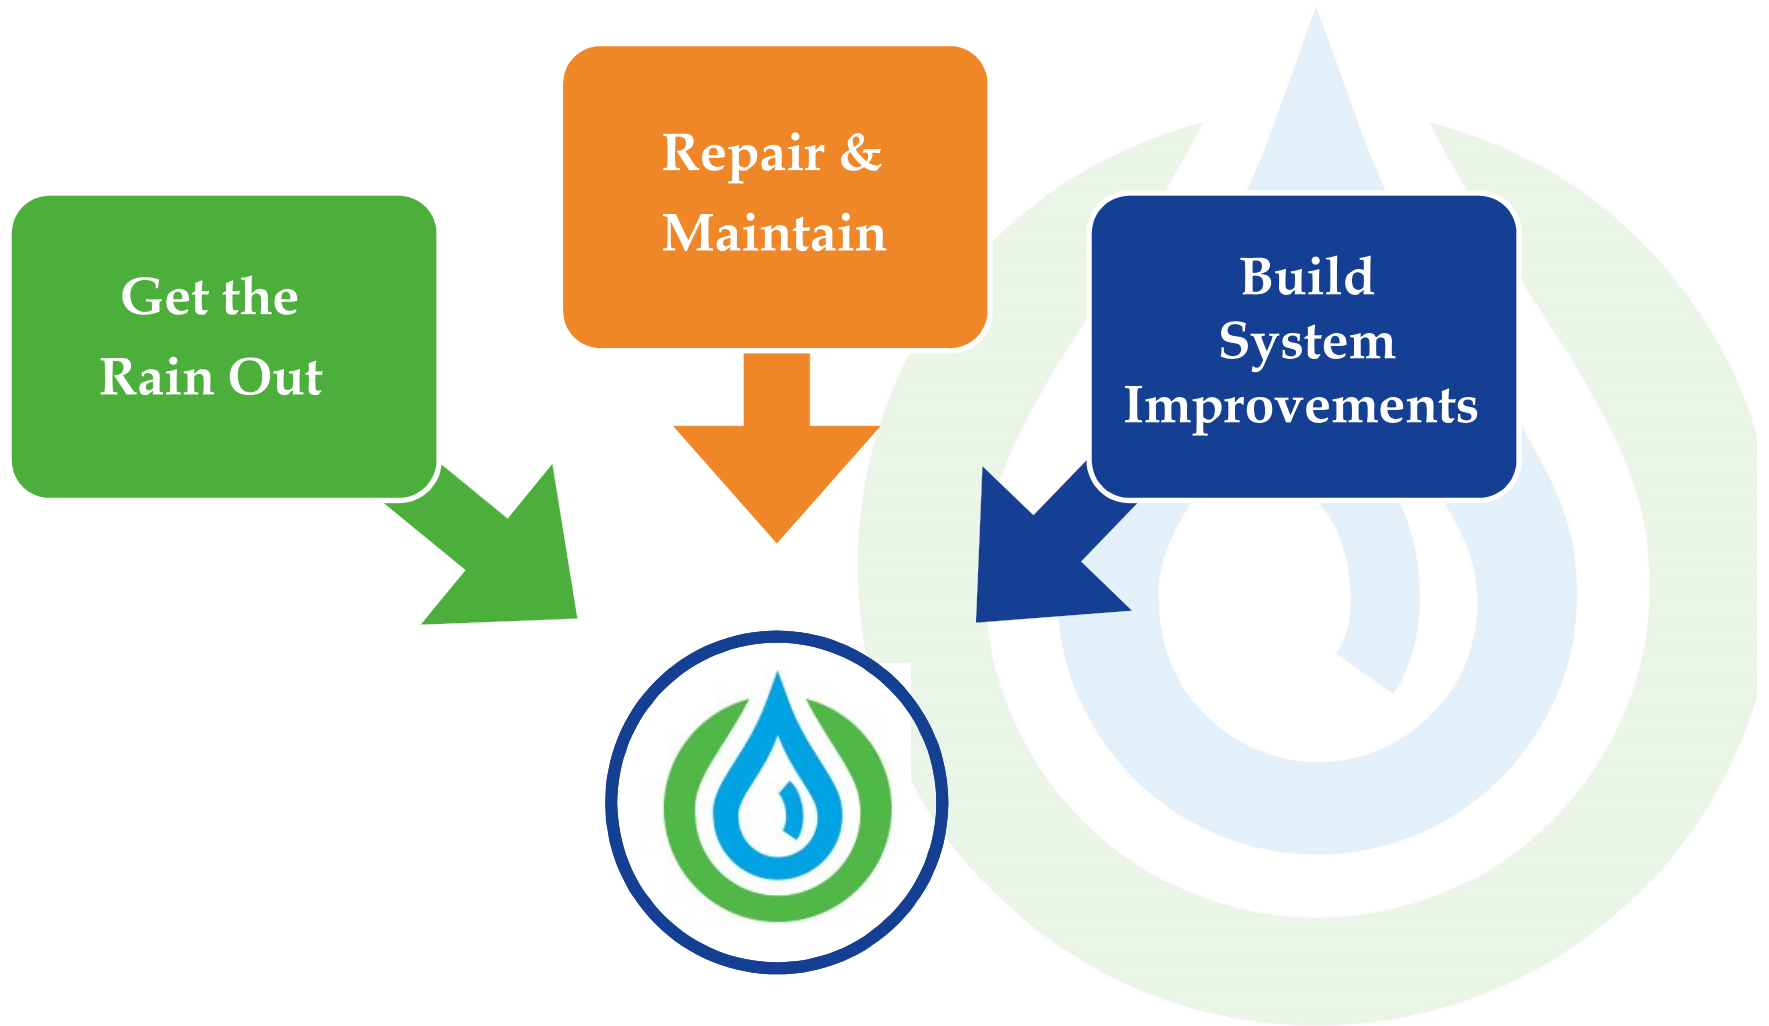 Get the
Rain Out
Repair &
Maintain
Build
System
Improvements